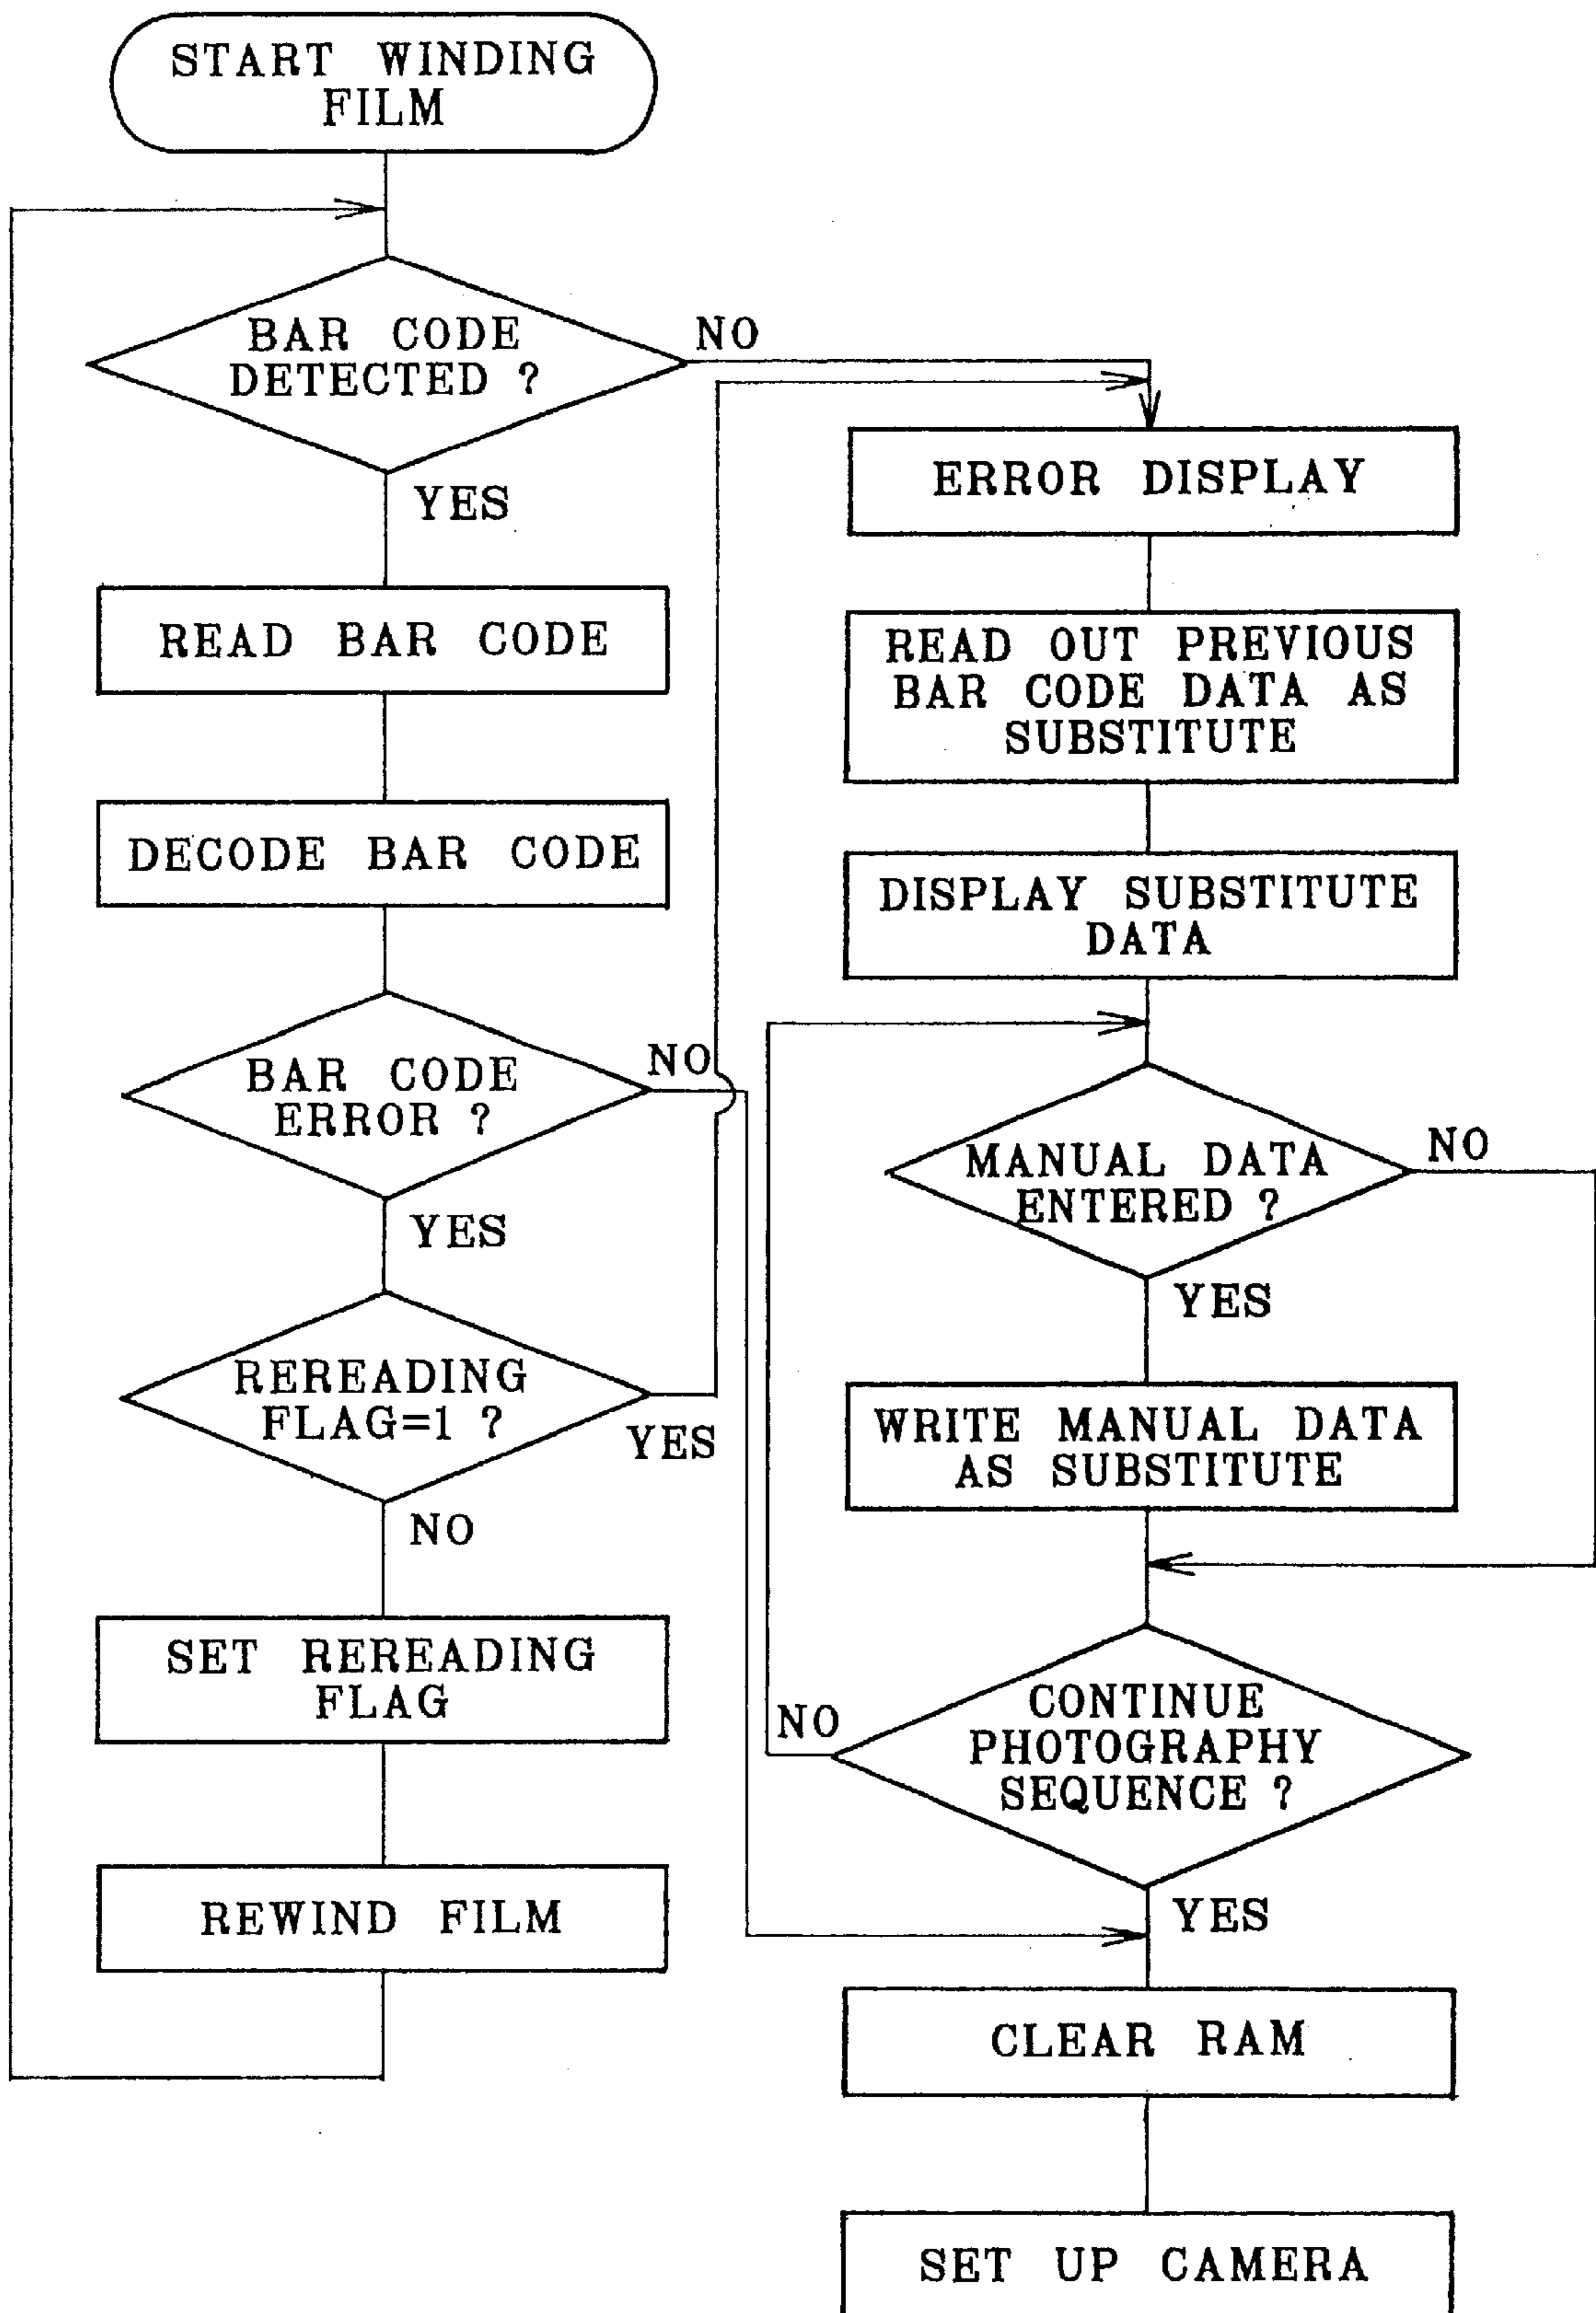 START WINDING
FILM
BAR CODE
DETECTED ?
NO
YES
READ BAR CODE
DECODE BAR CODE
BAR CODE
ERROR ?
NO
YES
REREADING
FLAG=1 ?
YES
NO
SET REREADING
FLAG
REWIND FILM
ERROR DISPLAY
READ OUT PREVIOUS
BAR CODE DATA AS
SUBSTITUTE
DISPLAY SUBSTITUTE
DATA
MANUAL DATA
ENTERED ?
NO
YES
WRITE MANUAL DATA
AS SUBSTITUTE
CONTINUE
PHOTOGRAPHY
SEQUENCE ?
NO
YES
CLEAR RAM
SET UP CAMERA